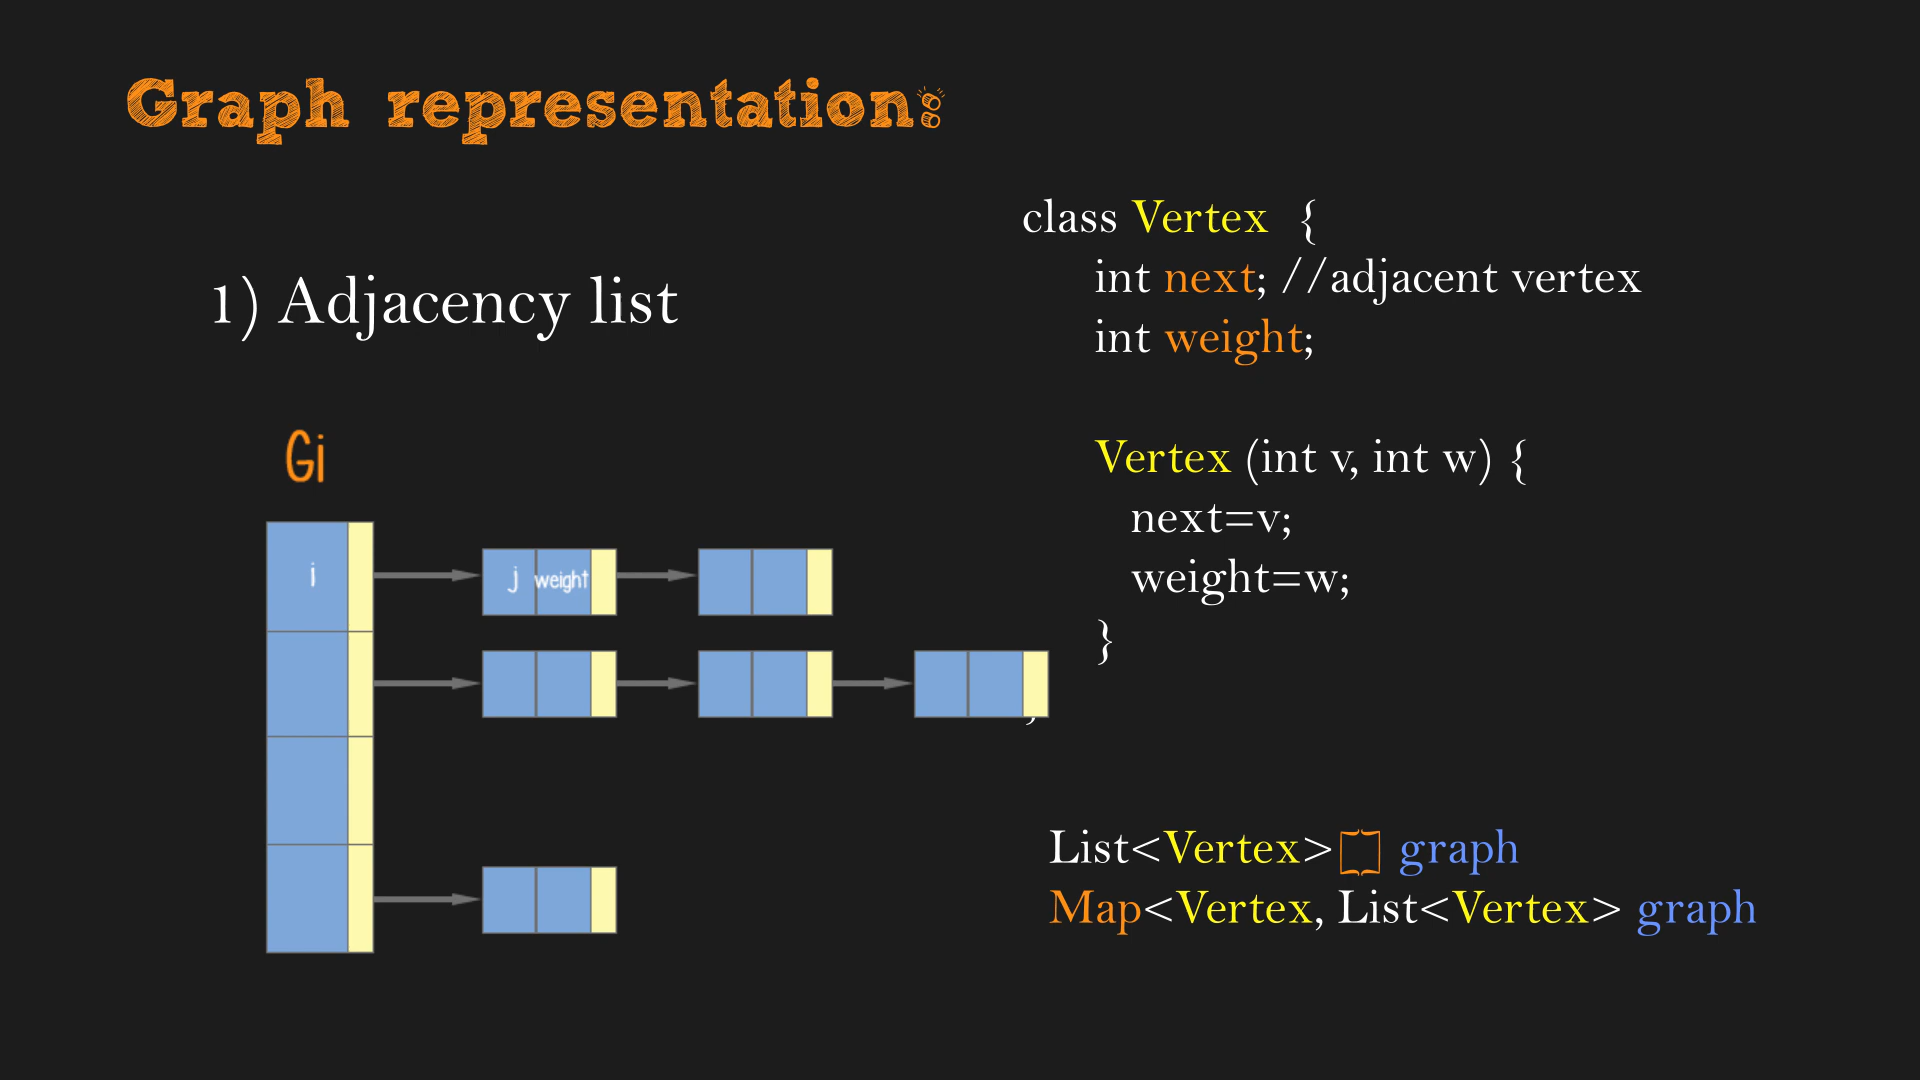 Graph representation:
1) Adjacency list
Gi
i
j weight
class Vertex {
int next; //adjacent vertex
int weight;
Vertex (int v, int w) {
next=v;
weight=w;
}
List<Vertex>[] graph
Map<Vertex, List<Vertex> graph